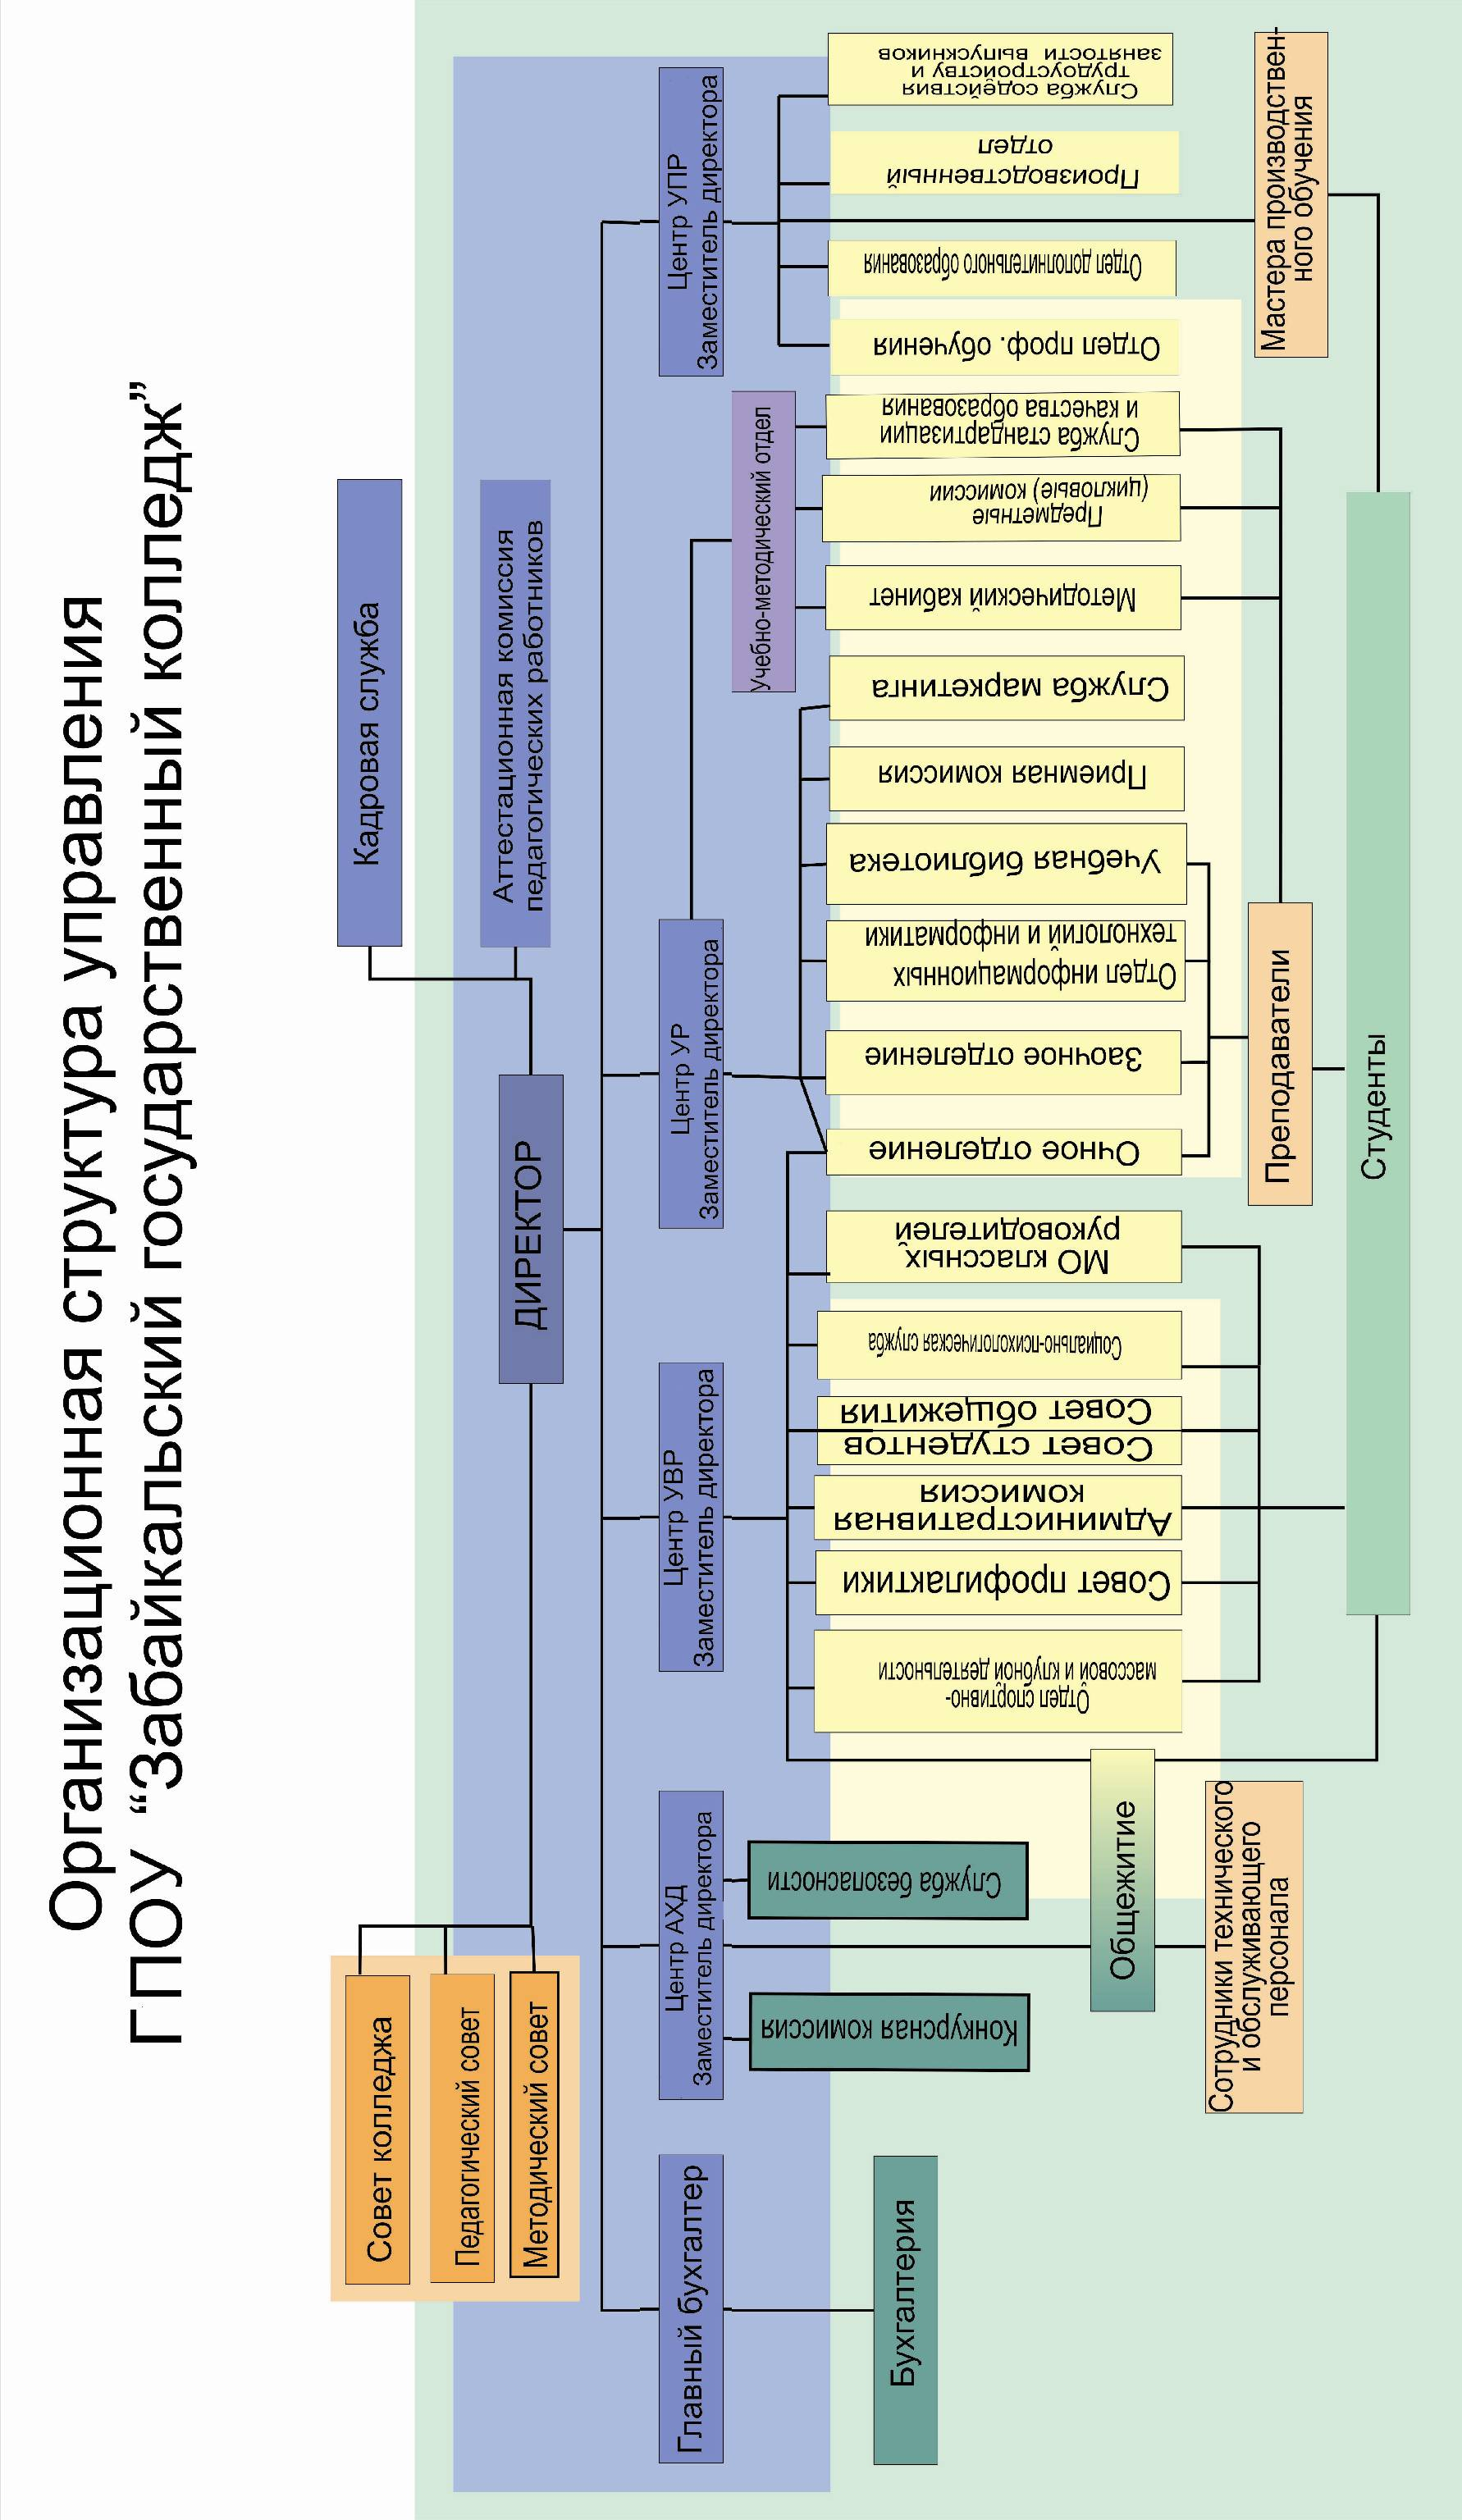 Организационная структура управления
ГПОУ “Забайкальский государственный колледж”
Кадровая служба
Аттестационная комиссия
педагогических работников
Совет колледжа
Педагогический совет
Методический совет
ДИРЕКТОР
Главный бухгалтер
Центр АХД
Заместитель директора
Центр УВР
Заместитель директора
Центр УР
Заместитель директора
Центр УПР
Заместитель директора
Учебно-методический отдел
Бухгалтерия
Конкурсная комиссия
Служба безопасности
Общежитие
Отдел спортивно-
массовой и клубной деятельности
Совет профилактики
Административная
комиссия
Совет студентов
Совет общежития
Социально-психологическая служба
МО классных
руководителей
Очное отделение
Заочное отделение
Отдел информационных
технологий и информатики
Учебная библиотека
Приемная комиссия
Служба маркетинга
Методический кабинет
Предметные
(цикловые) комиссии
Служба стандартизации
и качества образования
Отдел проф. обучения
Отдел дополнительного образования
Производственный
отдел
Служба содействия
трудоустройству и
занятости выпускников
Сотрудники технического
и обслуживающего
персонала
Преподаватели
Мастера производствен-
ного обучения
Студенты